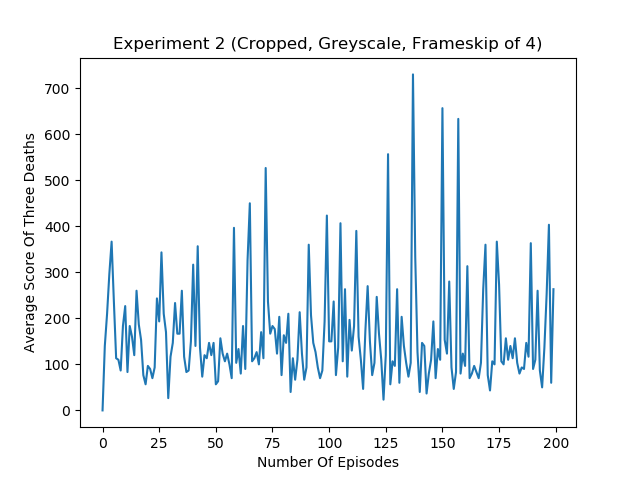 Experiment 2 (Cropped, Greyscale, Frameskip of 4)
Average Score Of Three Deaths
700
600
500
400
300
200
100
0
0 25 50 75 100 125 150 175 200
Number Of Episodes